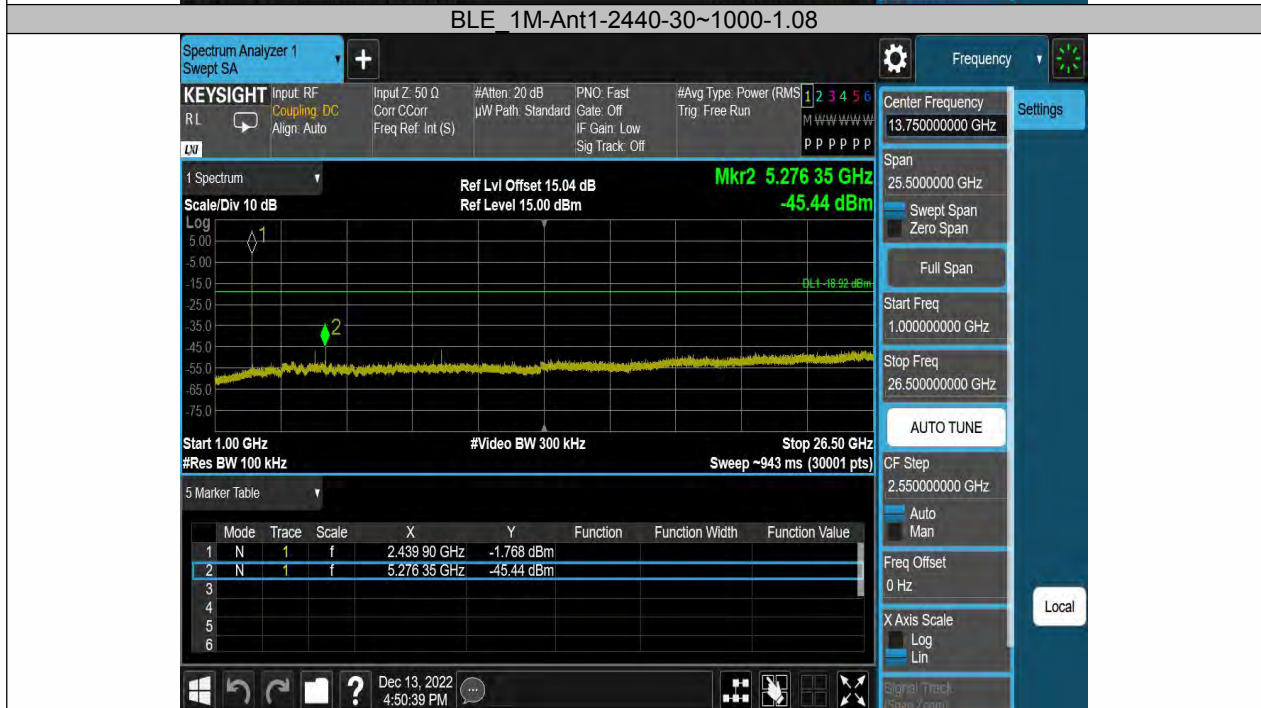 BLE_1M-Ant1-2440-30~1000-1.08
Spectrum Analyzer 1
Swept SA
+
Frequency
KEYSIGHT
RL
LXI
Input: RF
Coupling: DC
Align: Auto
Input Z: 50 Ω
Corr CCorr
Freq Ref: Int (S)
#Atten: 20 dB
µW Path: Standard
PNO: Fast
Gate: Off
IF Gain: Low
Sig Track: Off
#Avg Type: Power (RMS
Trig: Free Run
1 2 3 4 5 6
M W W W W W
P P P P P P
1 Spectrum
Scale/Div 10 dB
Ref Lvl Offset 15.04 dB
Ref Level 15.00 dBm
Mkr2 5.276 35 GHz
-45.44 dBm
Log
5.00
-5.00
-15.0
-25.0
-35.0
-45.0
-55.0
-65.0
-75.0
1
2
DL1 -18.92 dBm
Start 1.00 GHz
#Video BW 300 kHz
Stop 26.50 GHz
#Res BW 100 kHz
Sweep ~943 ms (30001 pts)
5 Marker Table
Mode Trace Scale X Y Function Function Width Function Value
1 N 1 f 2.439 90 GHz -1.768 dBm
2 N 1 f 5.276 35 GHz -45.44 dBm
3
4
5
6
Center Frequency
13.750000000 GHz
Settings
Span
25.5000000 GHz
Swept Span
Zero Span
Full Span
Start Freq
1.000000000 GHz
Stop Freq
26.500000000 GHz
AUTO TUNE
CF Step
2.550000000 GHz
Auto
Man
Freq Offset
0 Hz
X Axis Scale
Log
Lin
Local
Signal Track
(Span Zoom)
?
Dec 13, 2022
4:50:39 PM